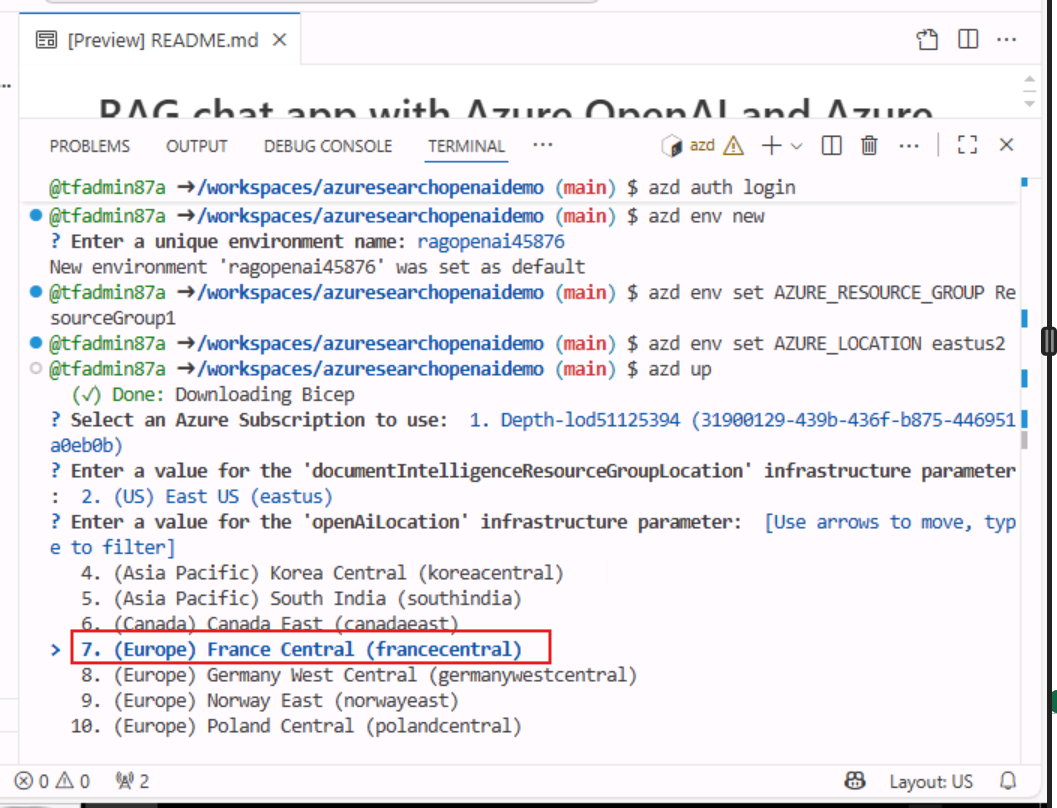 [Preview] README.md
RAG chat app with Azure OpenAI and Azure
PROBLEMS OUTPUT DEBUG CONSOLE TERMINAL ··· azd
@tfadmin87a ➜/workspaces/azuresearchopenaidemo (main) $ azd auth login
@tfadmin87a ➜/workspaces/azuresearchopenaidemo (main) $ azd env new
? Enter a unique environment name: ragopenai45876
New environment 'ragopenai45876' was set as default
@tfadmin87a ➜/workspaces/azuresearchopenaidemo (main) $ azd env set AZURE_RESOURCE_GROUP Re
sourceGroup1
@tfadmin87a ➜/workspaces/azuresearchopenaidemo (main) $ azd env set AZURE_LOCATION eastus2
@tfadmin87a ➜/workspaces/azuresearchopenaidemo (main) $ azd up
(✓) Done: Downloading Bicep
? Select an Azure Subscription to use:  1. Depth-lod51125394 (31900129-439b-436f-b875-446951
a0eb0b)
? Enter a value for the 'documentIntelligenceResourceGroupLocation' infrastructure parameter
:  2. (US) East US (eastus)
? Enter a value for the 'openAiLocation' infrastructure parameter:  [Use arrows to move, typ
e to filter]
4. (Asia Pacific) Korea Central (koreacentral)
5. (Asia Pacific) South India (southindia)
6. (Canada) Canada East (canadaeast)
> 7. (Europe) France Central (francecentral)
8. (Europe) Germany West Central (germanywestcentral)
9. (Europe) Norway East (norwayeast)
10. (Europe) Poland Central (polandcentral)
0 0 2 Layout: US